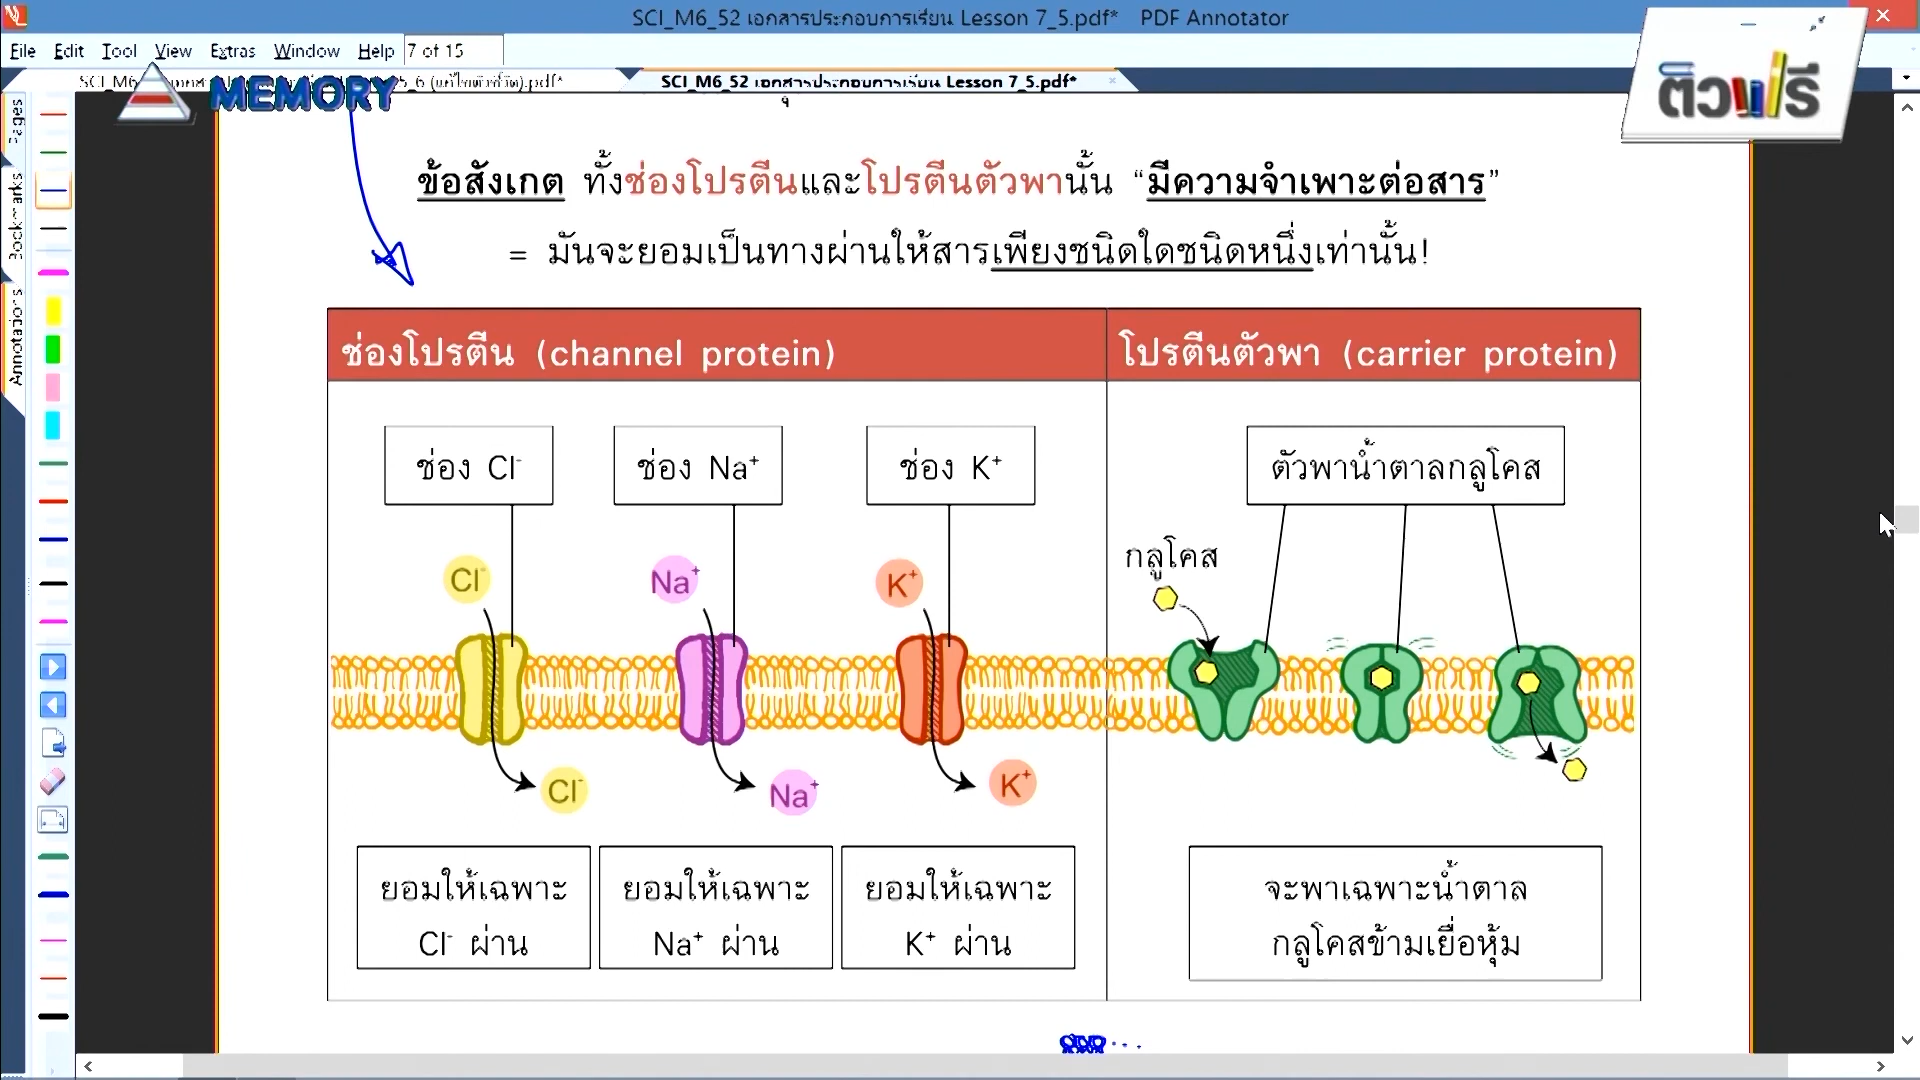 SCI_M6_52 เอกสารประกอบการเรียน Lesson 7_5.pdf* PDF Annotator
File Edit Tool View Extras Window Help 7 of 15
SCI_M6_52 เอกสารประกอบการเรียน Lesson 7_5.pdf*
MEMORY
ติวฟรี
Pages
Bookmarks
Annotations
ข้อสังเกต ทั้งช่องโปรตีนและโปรตีนตัวพานั้น “มีความจำเพาะต่อสาร”
= มันจะยอมเป็นทางผ่านให้สารเพียงชนิดใดชนิดหนึ่งเท่านั้น!
ช่องโปรตีน (channel protein) โปรตีนตัวพา (carrier protein)
ช่อง Cl⁻ ช่อง Na⁺ ช่อง K⁺ ตัวพาน้ำตาลกลูโคส
กลูโคส
Cl⁻ Na⁺ K⁺
Cl⁻ Na⁺ K⁺
ยอมให้เฉพาะ ยอมให้เฉพาะ ยอมให้เฉพาะ จะพาเฉพาะน้ำตาล
Cl⁻ ผ่าน Na⁺ ผ่าน K⁺ ผ่าน กลูโคสข้ามเยื่อหุ้ม